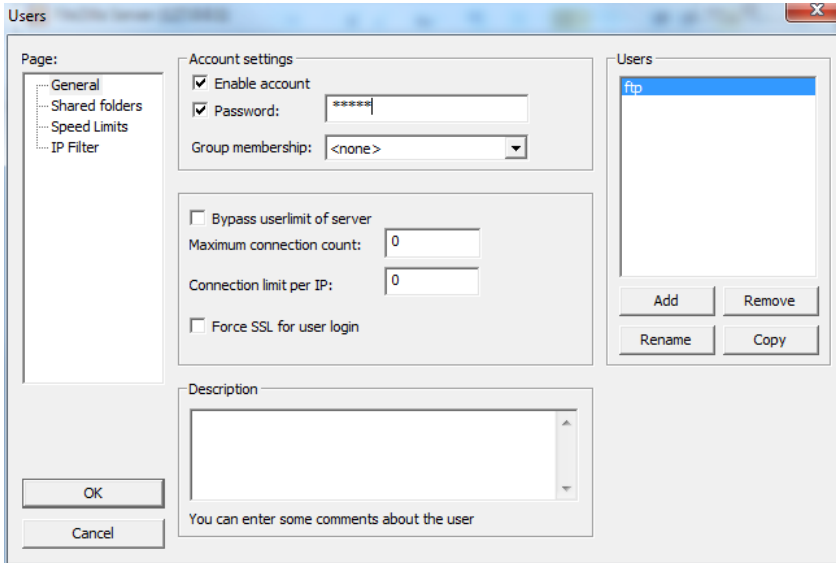 Users
Page:
General
Shared folders
Speed Limits
IP Filter
OK
Cancel
Account settings
Enable account
Password: *****
Group membership: <none>
Bypass userlimit of server
Maximum connection count: 0
Connection limit per IP: 0
Force SSL for user login
Description
You can enter some comments about the user
Users
ftp
Add Remove
Rename Copy